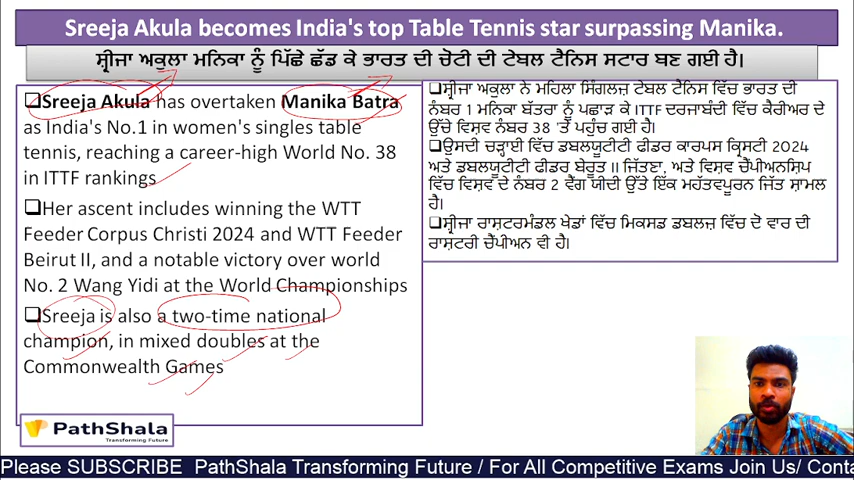 Sreeja Akula becomes India's top Table Tennis star surpassing Manika.
ਸ਼੍ਰੀਜਾ ਅਕੁਲਾ ਮਨਿਕਾ ਨੂੰ ਪਿੱਛੇ ਛੱਡ ਕੇ ਭਾਰਤ ਦੀ ਚੋਟੀ ਦੀ ਟੇਬਲ ਟੈਨਿਸ ਸਟਾਰ ਬਣ ਗਈ ਹੈ।
❑Sreeja Akula has overtaken Manika Batra
as India's No.1 in women's singles table
tennis, reaching a career-high World No. 38
in ITTF rankings
❑Her ascent includes winning the WTT
Feeder Corpus Christi 2024 and WTT Feeder
Beirut II, and a notable victory over world
No. 2 Wang Yidi at the World Championships
❑Sreeja is also a two-time national
champion, in mixed doubles at the
Commonwealth Games
❑ਸ਼੍ਰੀਜਾ ਅਕੁਲਾ ਨੇ ਮਹਿਲਾ ਸਿੰਗਲਜ਼ ਟੇਬਲ ਟੈਨਿਸ ਵਿੱਚ ਭਾਰਤ ਦੀ
ਨੰਬਰ 1 ਮਨਿਕਾ ਬੱਤਰਾ ਨੂੰ ਪਛਾੜ ਕੇ ITTF ਦਰਜਾਬੰਦੀ ਵਿੱਚ ਕੈਰੀਅਰ ਦੇ
ਉੱਚੇ ਵਿਸ਼ਵ ਨੰਬਰ 38 'ਤੇ ਪਹੁੰਚ ਗਈ ਹੈ।
❑ਉਸਦੀ ਚੜ੍ਹਾਈ ਵਿੱਚ ਡਬਲਯੂਟੀਟੀ ਫੀਡਰ ਕਾਰਪਸ ਕ੍ਰਿਸਟੀ 2024
ਅਤੇ ਡਬਲਯੂਟੀਟੀ ਫੀਡਰ ਬੇਰੂਤ II ਜਿੱਤਣਾ, ਅਤੇ ਵਿਸ਼ਵ ਚੈਂਪੀਅਨਸ਼ਿਪ
ਵਿੱਚ ਵਿਸ਼ਵ ਦੇ ਨੰਬਰ 2 ਵੈਂਗ ਯੀਦੀ ਉੱਤੇ ਇੱਕ ਮਹੱਤਵਪੂਰਨ ਜਿੱਤ ਸ਼ਾਮਲ
ਹੈ।
❑ਸ਼੍ਰੀਜਾ ਰਾਸ਼ਟਰਮੰਡਲ ਖੇਡਾਂ ਵਿੱਚ ਮਿਕਸਡ ਡਬਲਜ਼ ਵਿੱਚ ਦੋ ਵਾਰ ਦੀ
ਰਾਸ਼ਟਰੀ ਚੈਂਪੀਅਨ ਵੀ ਹੈ।
PathShala
Transforming Future
Please SUBSCRIBE PathShala Transforming Future / For All Competitive Exams Join Us/ Conta